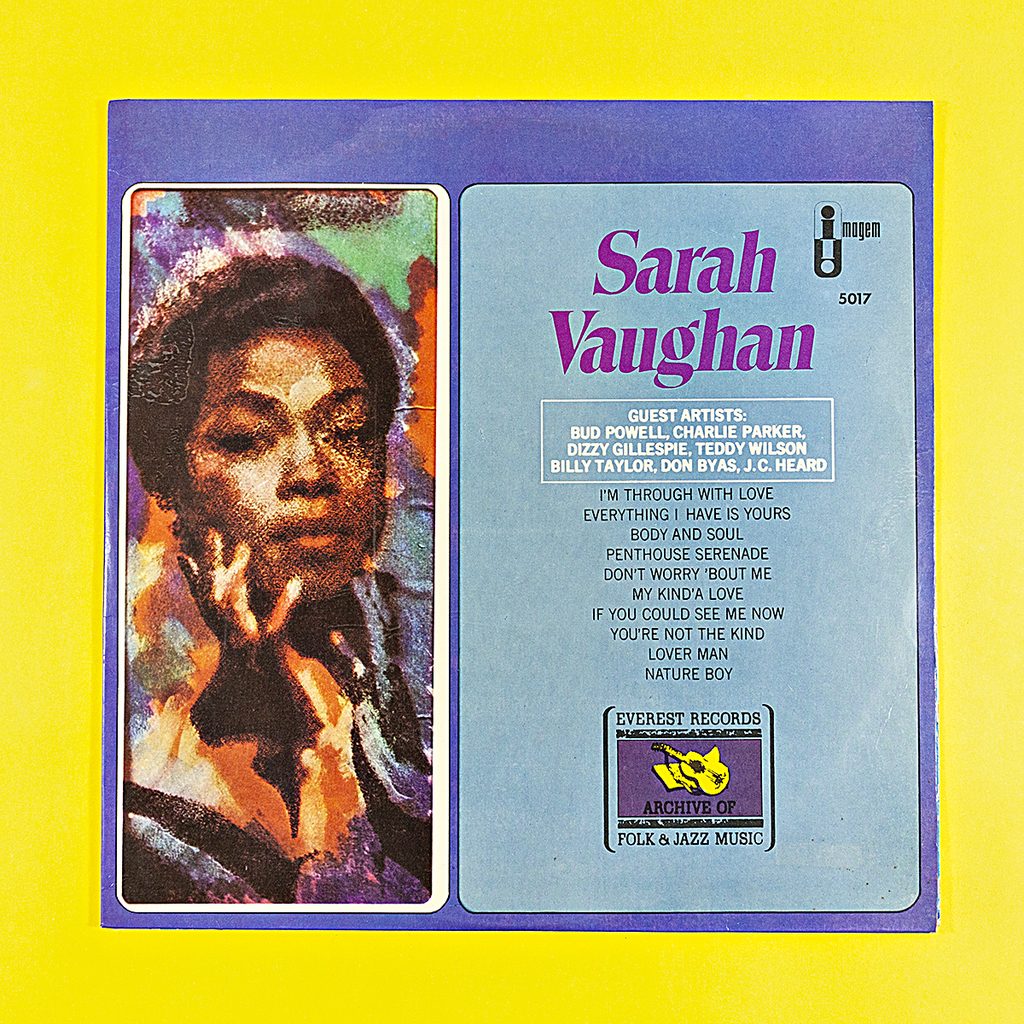 imagem
5017
Sarah
Vaughan
GUEST ARTISTS:
BUD POWELL, CHARLIE PARKER,
DIZZY GILLESPIE, TEDDY WILSON
BILLY TAYLOR, DON BYAS, J.C. HEARD
I'M THROUGH WITH LOVE
EVERYTHING I HAVE IS YOURS
BODY AND SOUL
PENTHOUSE SERENADE
DON'T WORRY 'BOUT ME
MY KIND'A LOVE
IF YOU COULD SEE ME NOW
YOU'RE NOT THE KIND
LOVER MAN
NATURE BOY
EVEREST RECORDS
ARCHIVE OF
FOLK & JAZZ MUSIC